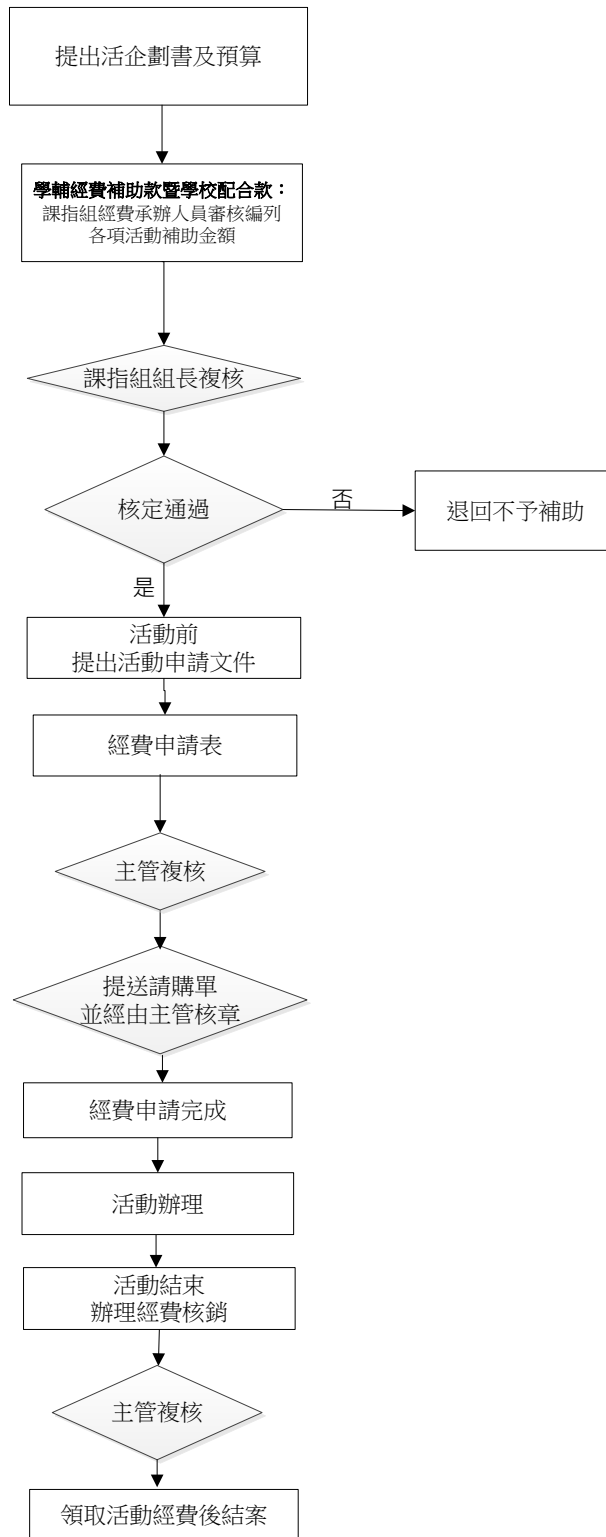 提出活企劃書及預算
學輔經費補助款暨學校配合款：
課指組經費承辦人員審核編列
各項活動補助金額
課指組組長複核
核定通過
否
退回不予補助
是
活動前
提出活動申請文件
經費申請表
主管複核
提送請購單
並經由主管核章
經費申請完成
活動辦理
活動結束
辦理經費核銷
主管複核
領取活動經費後結案